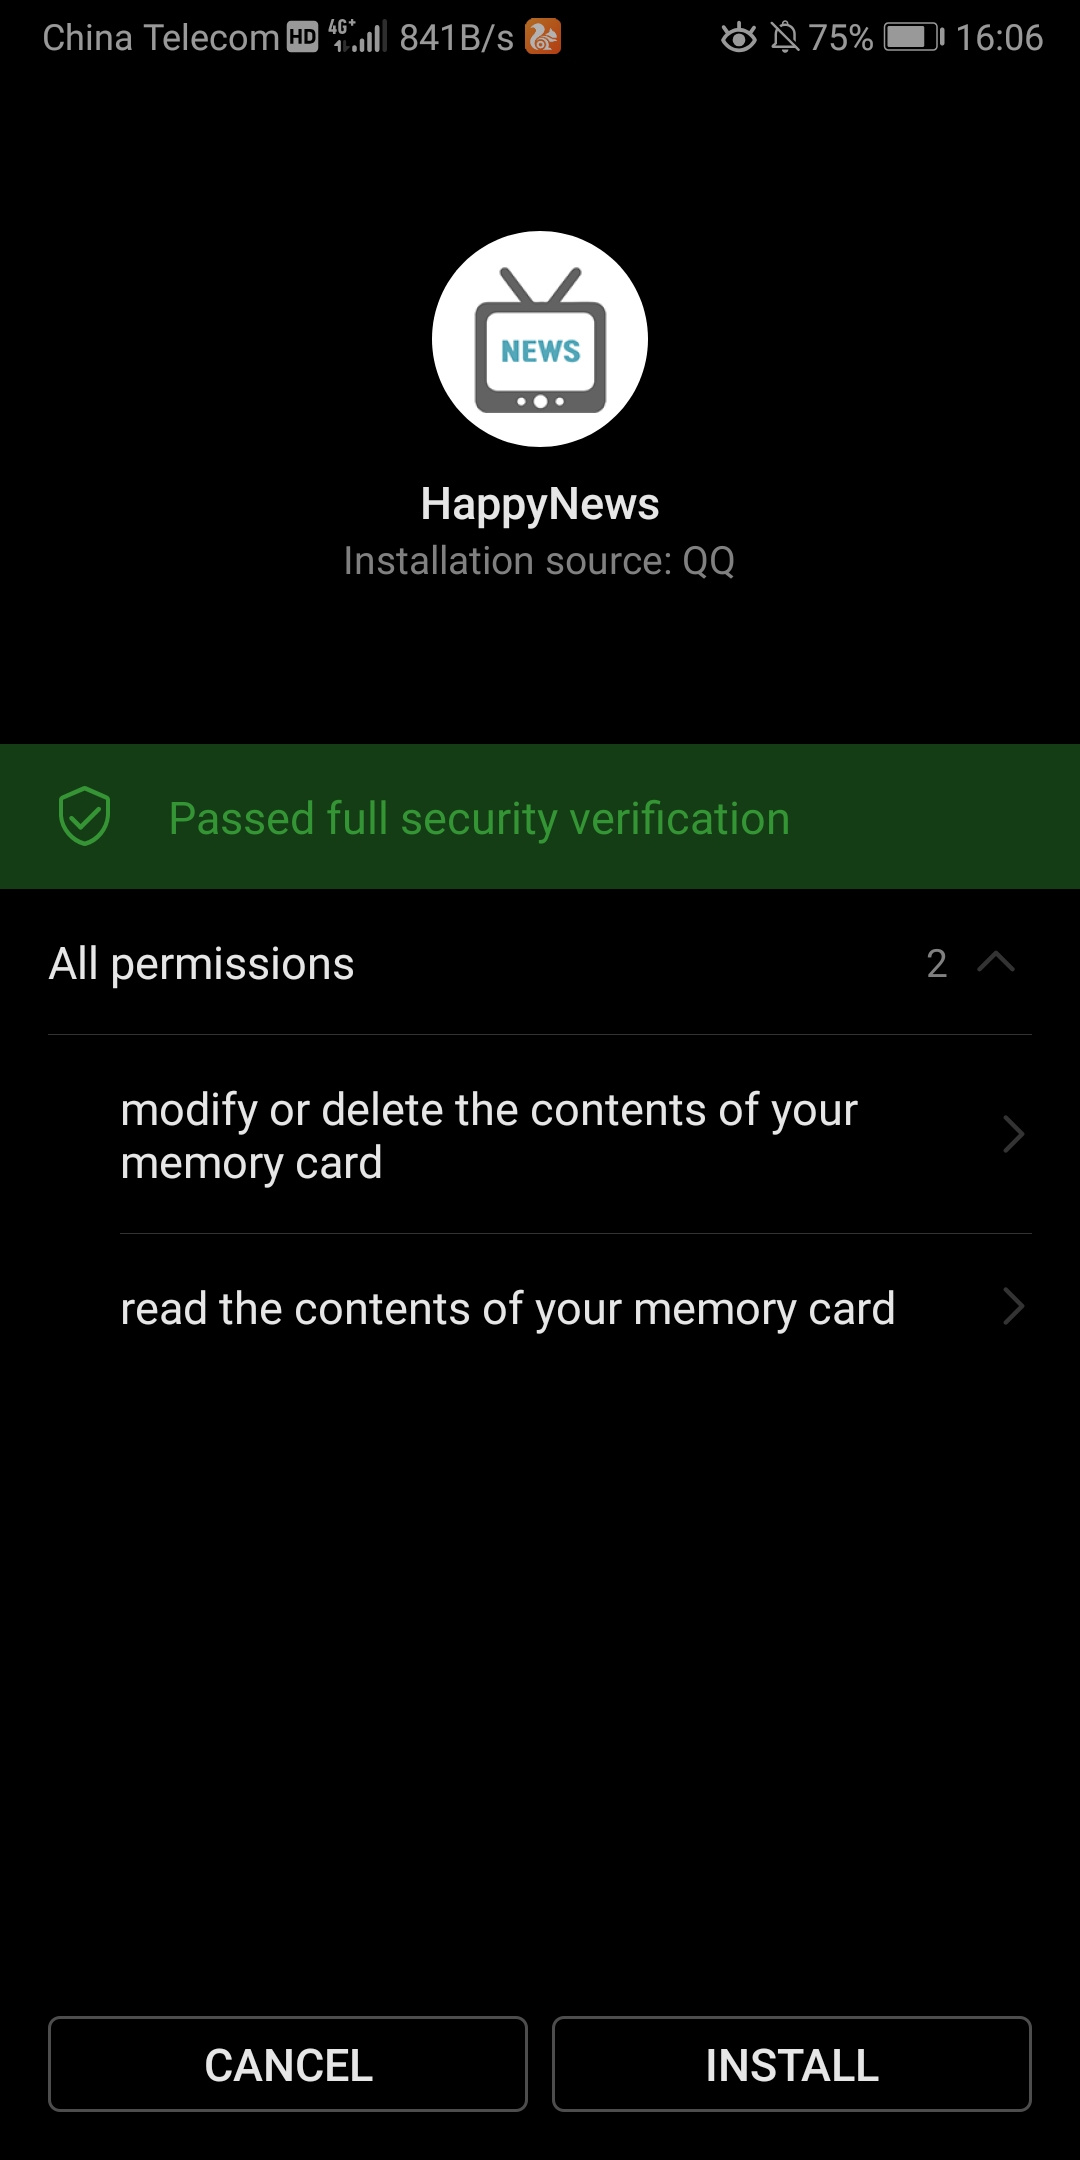 China Telecom HD 4G+ 841B/s 75% 16:06
NEWS
HappyNews
Installation source: QQ
Passed full security verification
All permissions 2
modify or delete the contents of your
memory card
read the contents of your memory card
CANCEL INSTALL